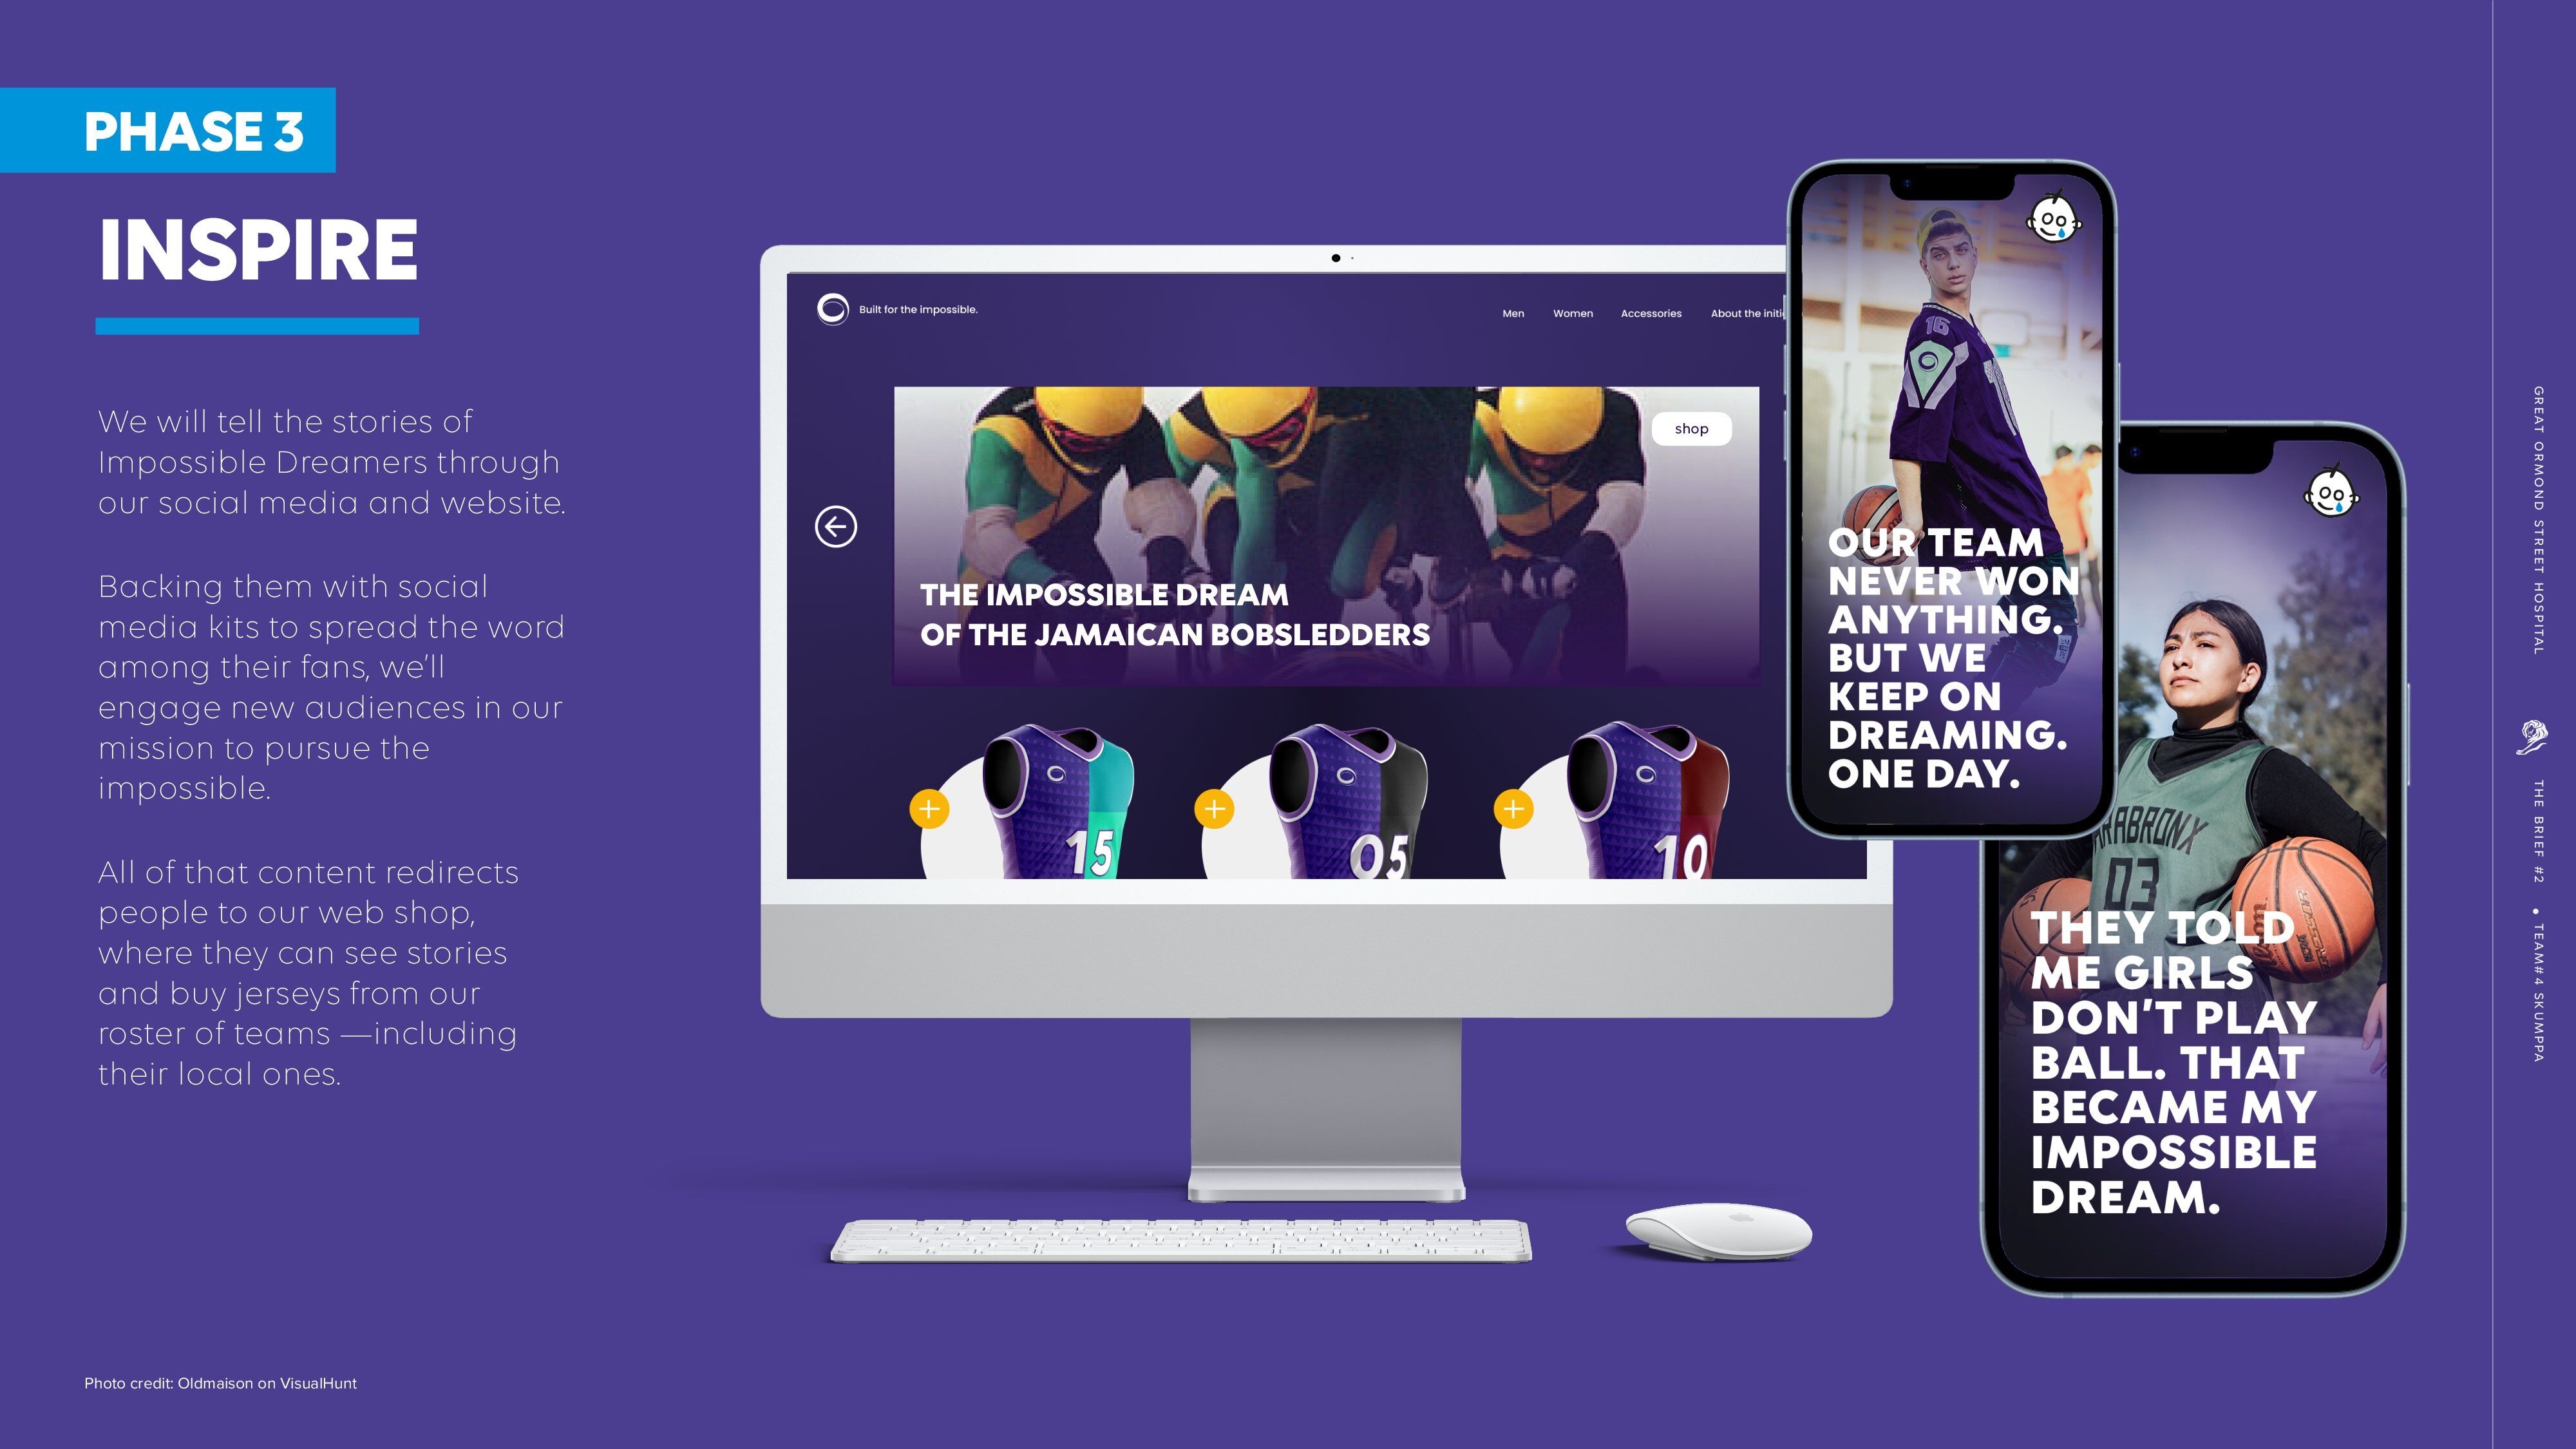 PHASE 3
INSPIRE
We will tell the stories of
Impossible Dreamers through
our social media and website.
Backing them with social
media kits to spread the word
among their fans, we'll
engage new audiences in our
mission to pursue the
impossible.
All of that content redirects
people to our web shop,
where they can see stories
and buy jerseys from our
roster of teams —including
their local ones.
Photo credit: Oldmaison on VisualHunt
Built for the impossible.
Men Women Accessories About the
shop
THE IMPOSSIBLE DREAM
OF THE JAMAICAN BOBSLEDDERS
15
05
10
16
OUR TEAM
NEVER WON
ANYTHING.
BUT WE
KEEP ON
DREAMING.
ONE DAY.
03
THEY TOLD
ME GIRLS
DON'T PLAY
BALL. THAT
BECAME MY
IMPOSSIBLE
DREAM.
GREAT ORMOND STREET HOSPITAL
THE BRIEF #2 • TEAM#4 SKUMPPA